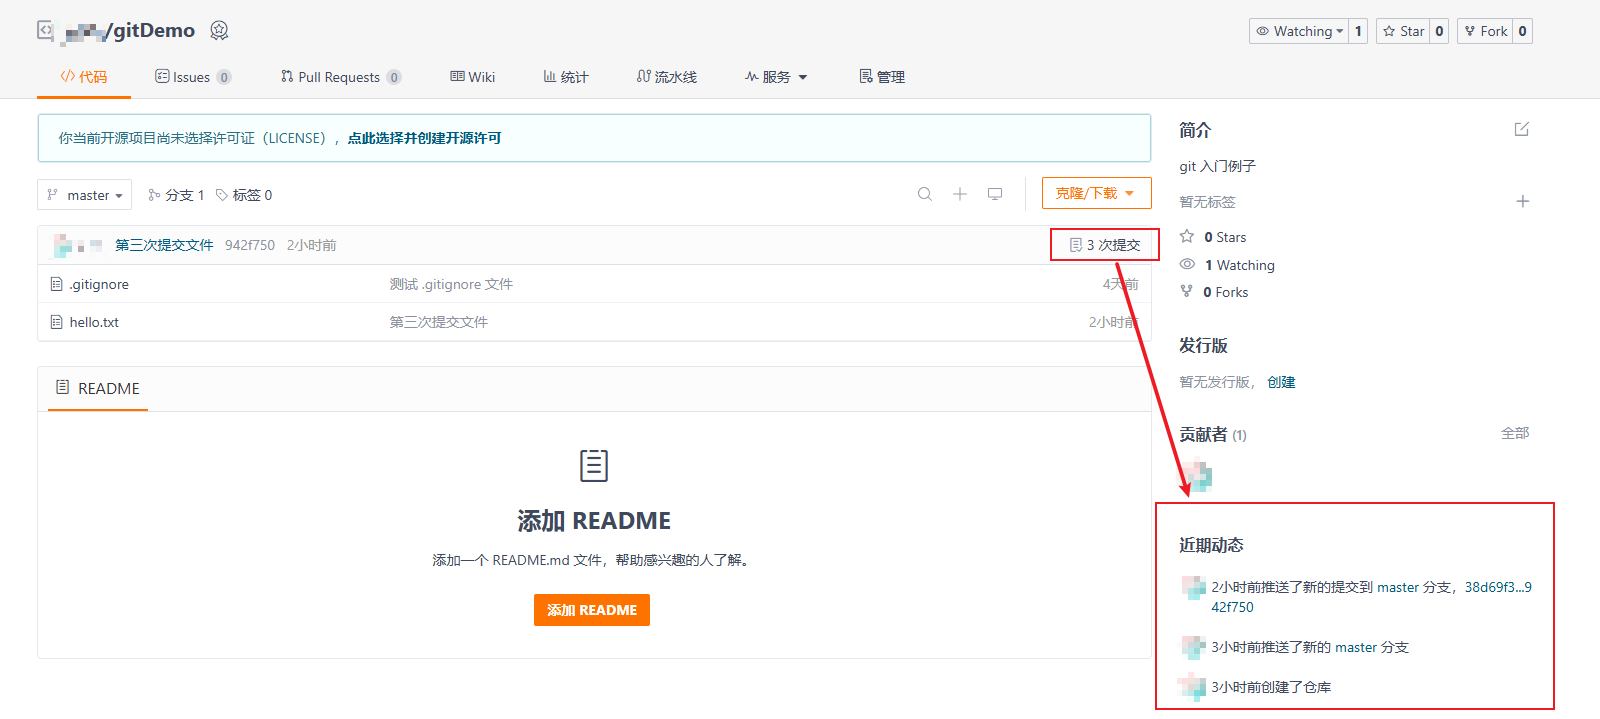 /gitDemo
Watching 1
Star 0
Fork 0
代码
Issues 0
Pull Requests 0
Wiki
统计
流水线
服务
管理
你当前开源项目尚未选择许可证（LICENSE），点此选择并创建开源许可
master
分支 1
标签 0
克隆/下载
第三次提交文件 942f750 2小时前
3 次提交
.gitignore 测试 .gitignore 文件 4天前
hello.txt 第三次提交文件 2小时前
README
添加 README
添加一个 README.md 文件，帮助感兴趣的人了解。
添加 README
简介
git 入门例子
暂无标签
0 Stars
1 Watching
0 Forks
发行版
暂无发行版，创建
贡献者 (1) 全部
近期动态
2小时前推送了新的提交到 master 分支，38d69f3...9
42f750
3小时前推送了新的 master 分支
3小时前创建了仓库